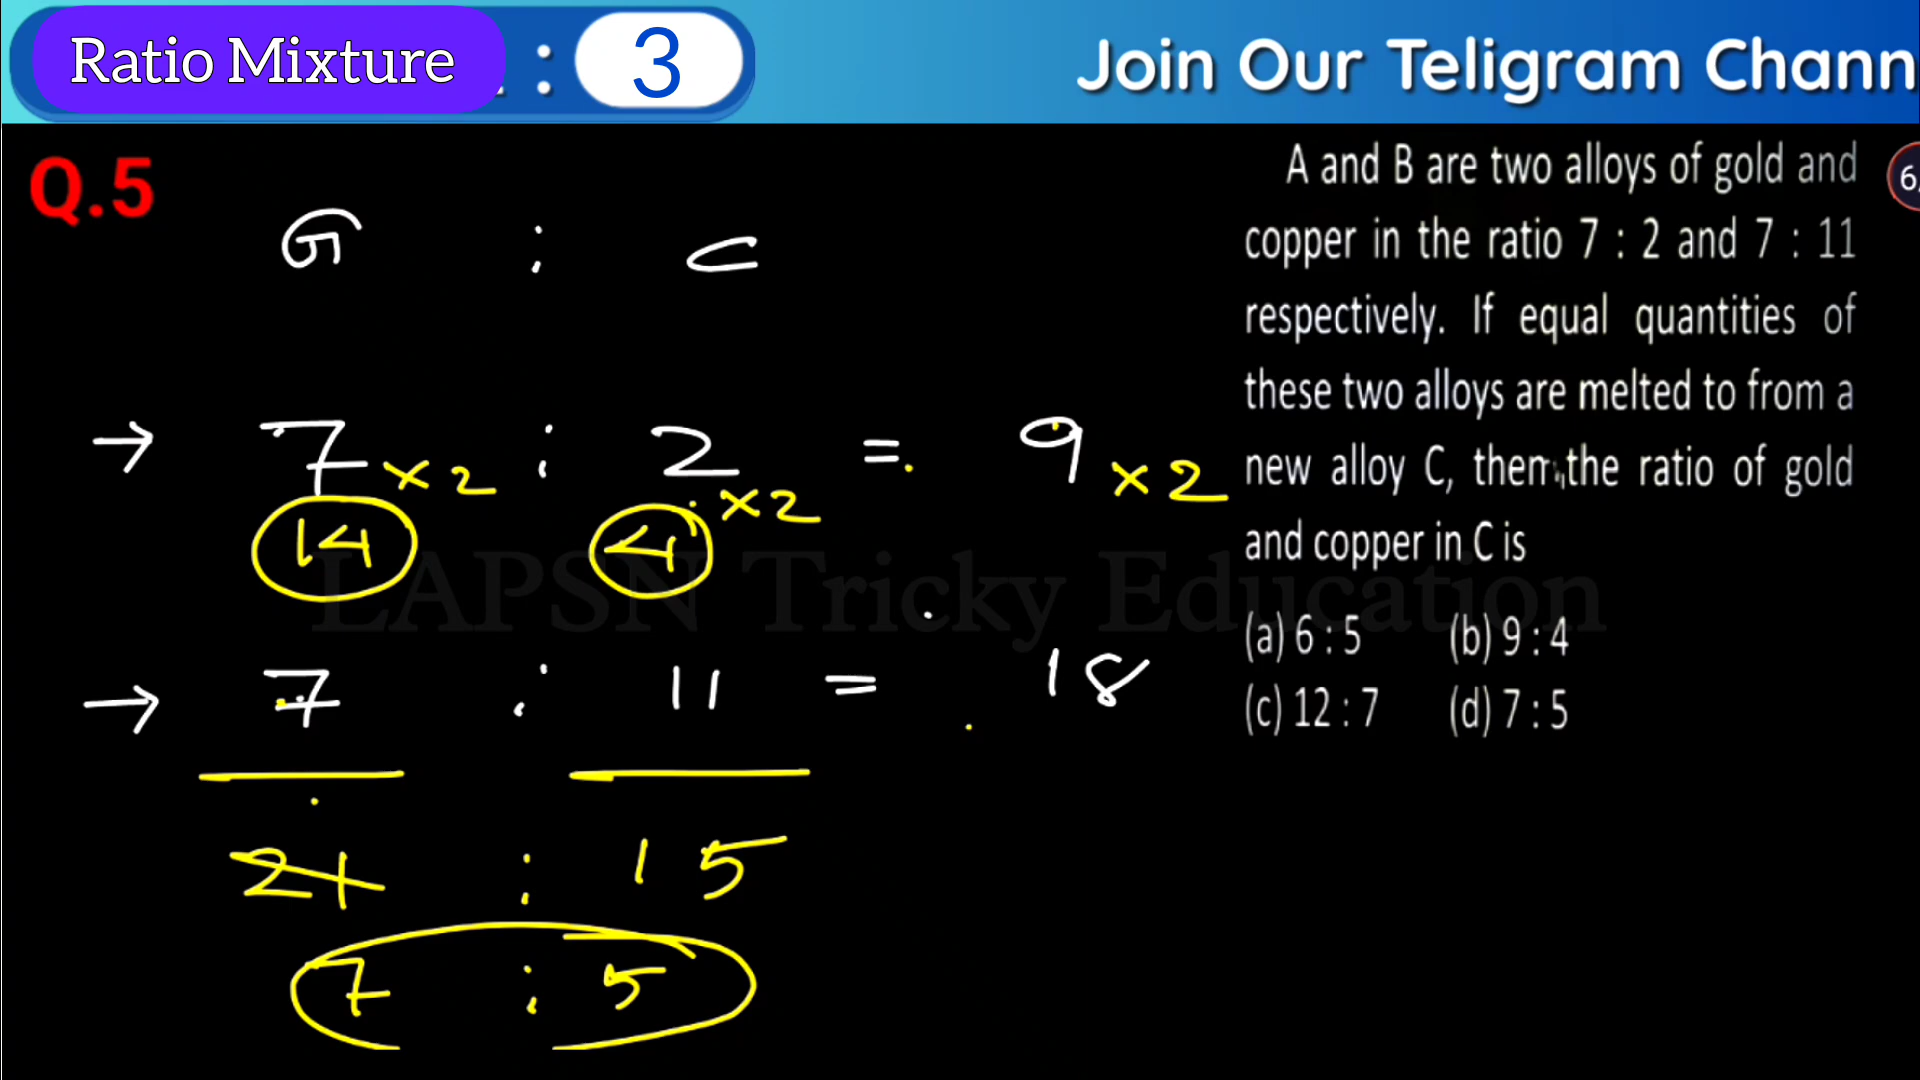 Ratio Mixture : 3
Join Our Teligram Chann
Q.5
G : C
→ 7 ×2 : 2 ×2 = 9 ×2
14 4
→ 7 : 11 = 18
21 : 15
7 : 5
A and B are two alloys of gold and
copper in the ratio 7 : 2 and 7 : 11
respectively. If equal quantities of
these two alloys are melted to from a
new alloy C, then the ratio of gold
and copper in C is
(a) 6 : 5 (b) 9 : 4
(c) 12 : 7 (d) 7 : 5
6
LAPSN Tricky Education